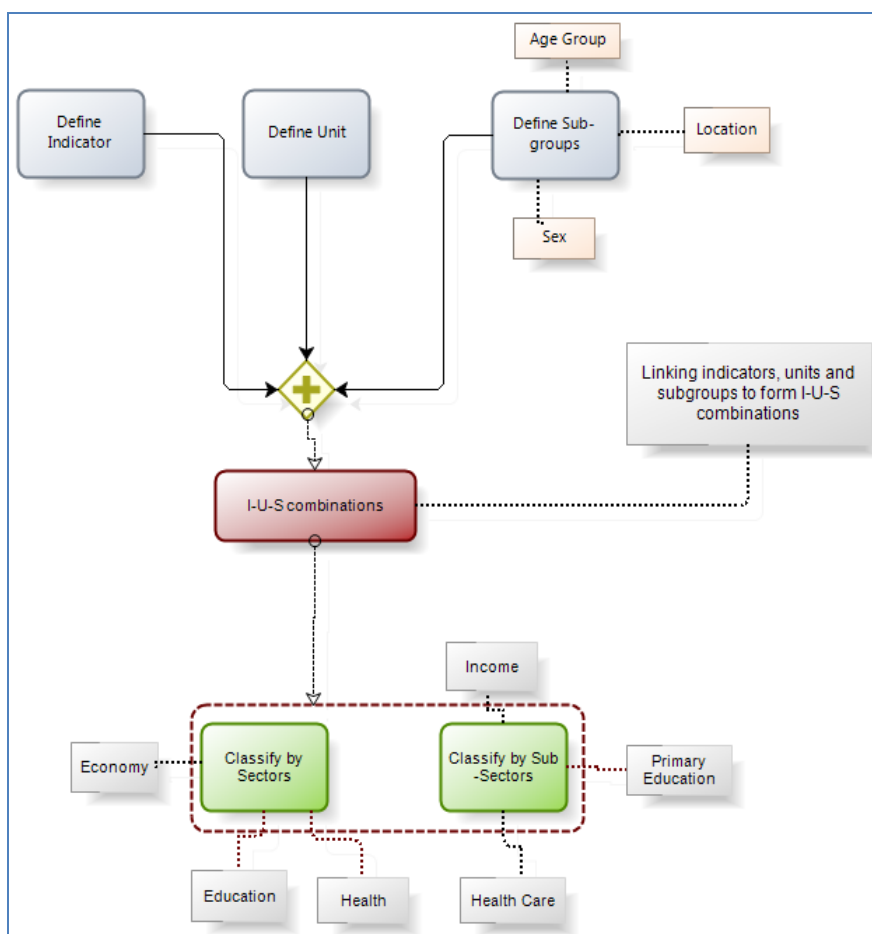 Age Group
Define
Indicator
Define Unit
Define Sub-
groups
Location
Sex
Linking indicators, units and
subgroups to form I-U-S
combinations
I-U-S combinations
Income
Classify by
Sectors
Classify by Sub
-Sectors
Economy
Primary
Education
Education
Health
Health Care